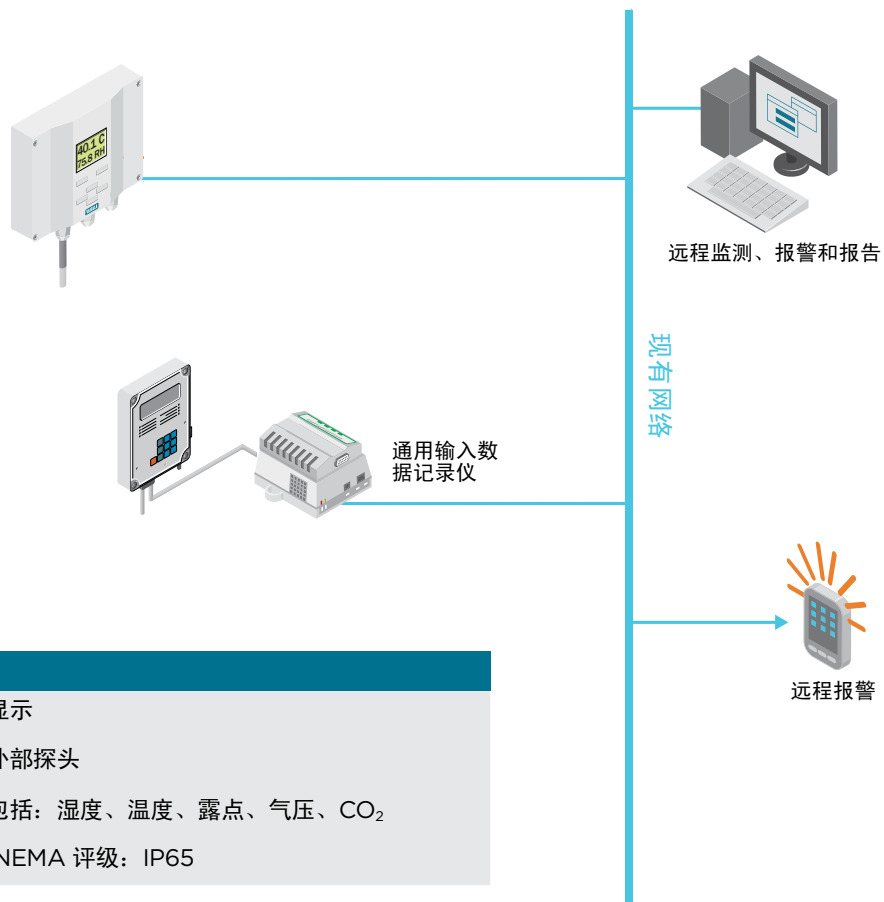 40.1 C
75.8 RH
远程监测、报警和报告
现有网络
通用输入数
据记录仪
远程报警
显示
外部探头
包括：湿度、温度、露点、气压、CO₂
NEMA 评级：IP65